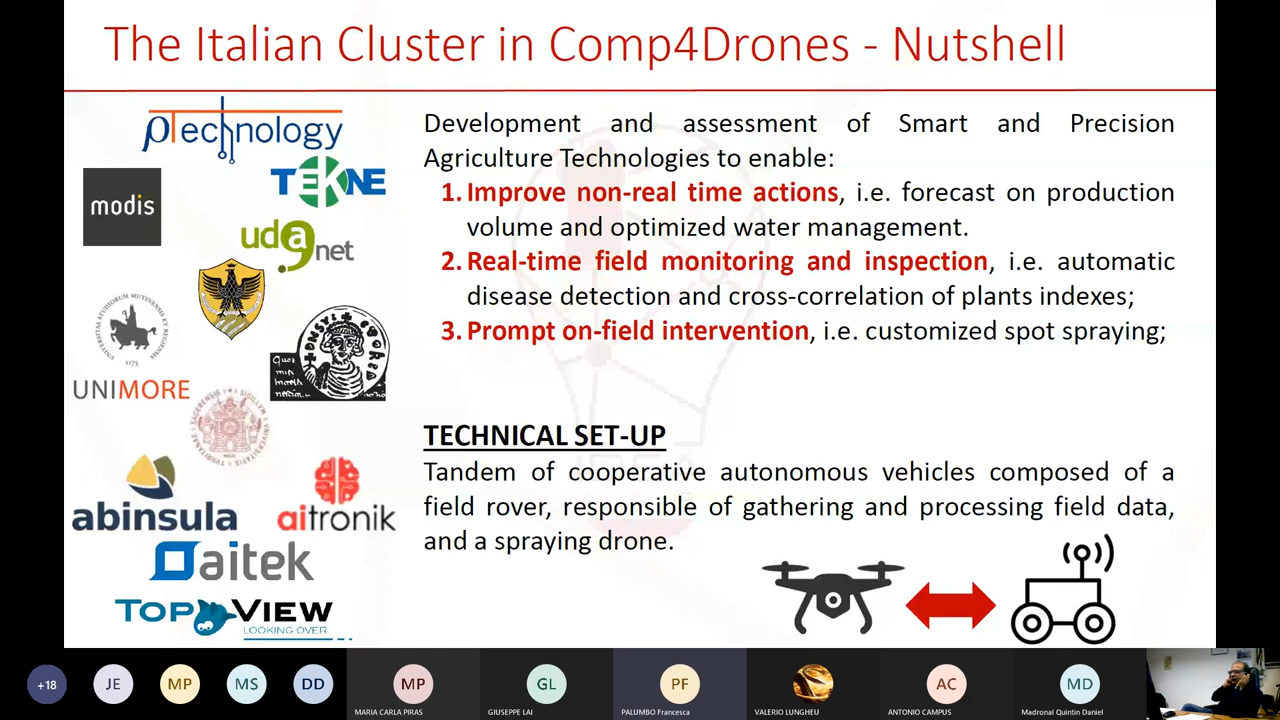 The Italian Cluster in Comp4Drones - Nutshell
ρTechnology
TEKNE
modis
udanet
UNIMORE
abinsula
aitronik
aitek
TOPVIEW
LOOKING OVER
Development and assessment of Smart and Precision
Agriculture Technologies to enable:
1. Improve non-real time actions, i.e. forecast on production
volume and optimized water management.
2. Real-time field monitoring and inspection, i.e. automatic
disease detection and cross-correlation of plants indexes;
3. Prompt on-field intervention, i.e. customized spot spraying;
TECHNICAL SET-UP
Tandem of cooperative autonomous vehicles composed of a
field rover, responsible of gathering and processing field data,
and a spraying drone.
+18
JE
MP
MS
DD
MP
MARIA CARLA PIRAS
GL
GIUSEPPE LAI
PF
PALUMBO Francesca
VALERIO LUNGHEU
AC
ANTONIO CAMPUS
MD
Madronal Quintin Daniel